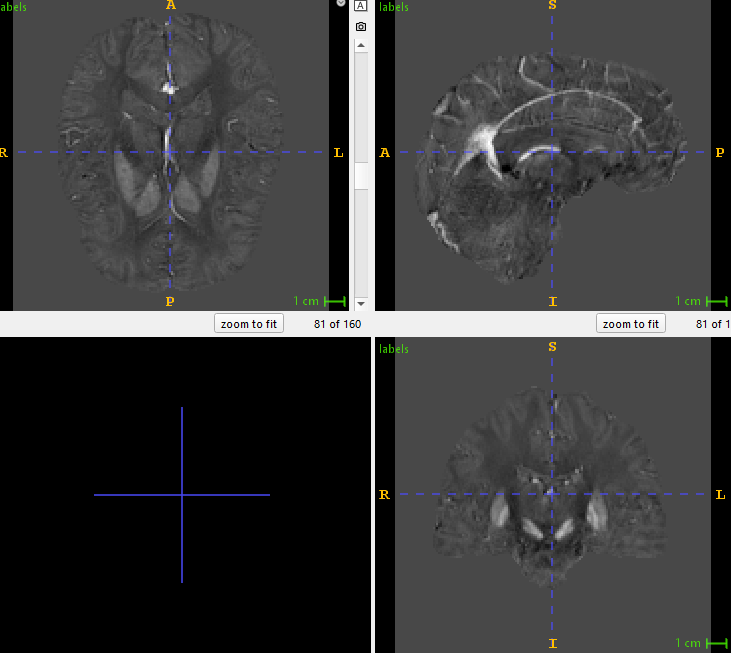 labels
A
A
R
L
P
1 cm
zoom to fit
81 of 160
labels
S
A
P
I
1 cm
zoom to fit
81 of 1
labels
S
R
L
I
1 cm